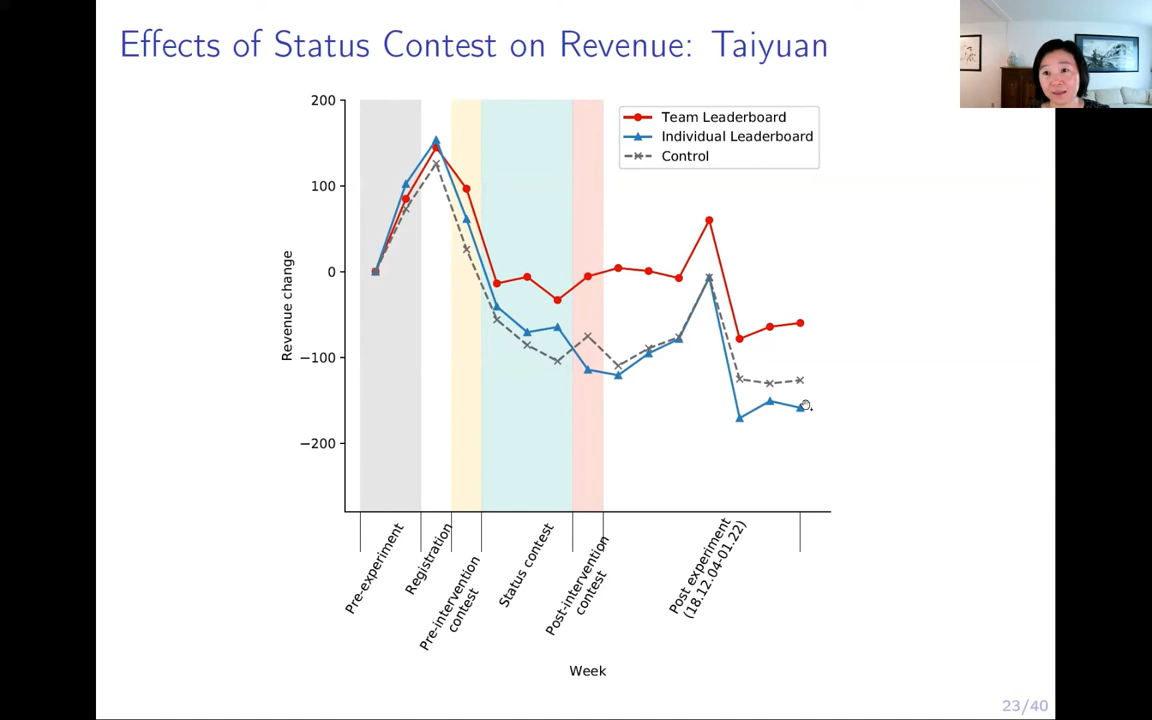 Effects of Status Contest on Revenue: Taiyuan
200
100
0
−100
−200
Revenue change
Team Leaderboard
Individual Leaderboard
Control
Pre-experiment
Registration
Pre-intervention
contest
Status contest
Post-intervention
contest
Post experiment
(18.12.04-01.22)
Week
23/40